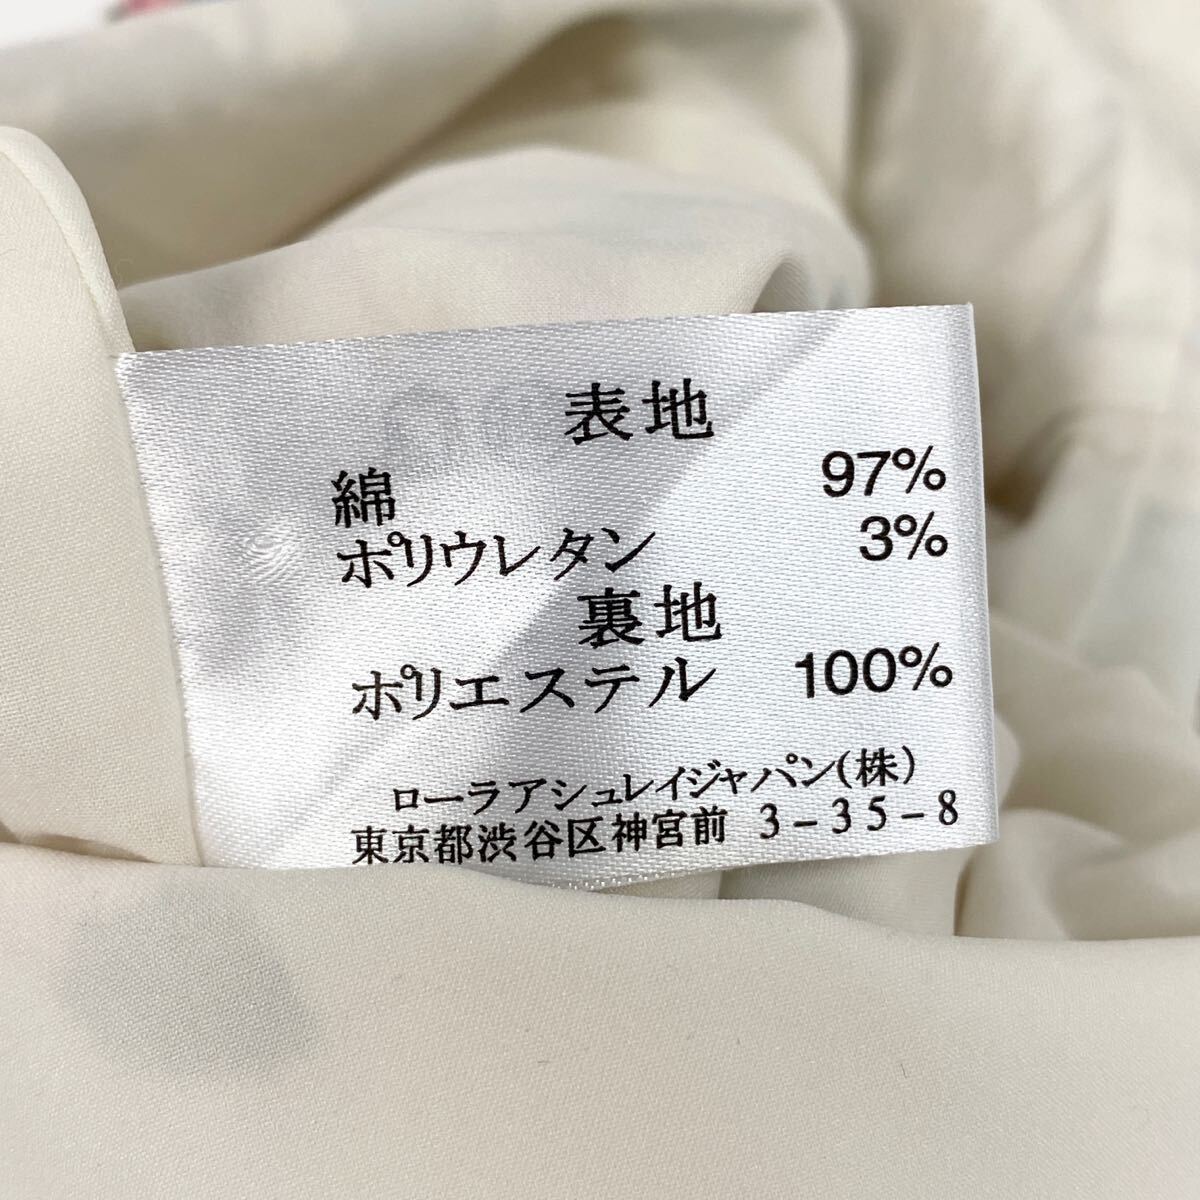 表地
綿 97%
ポリウレタン 3%
裏地
ポリエステル 100%
ローラアシュレイジャパン(株)
東京都渋谷区神宮前 3-35-8